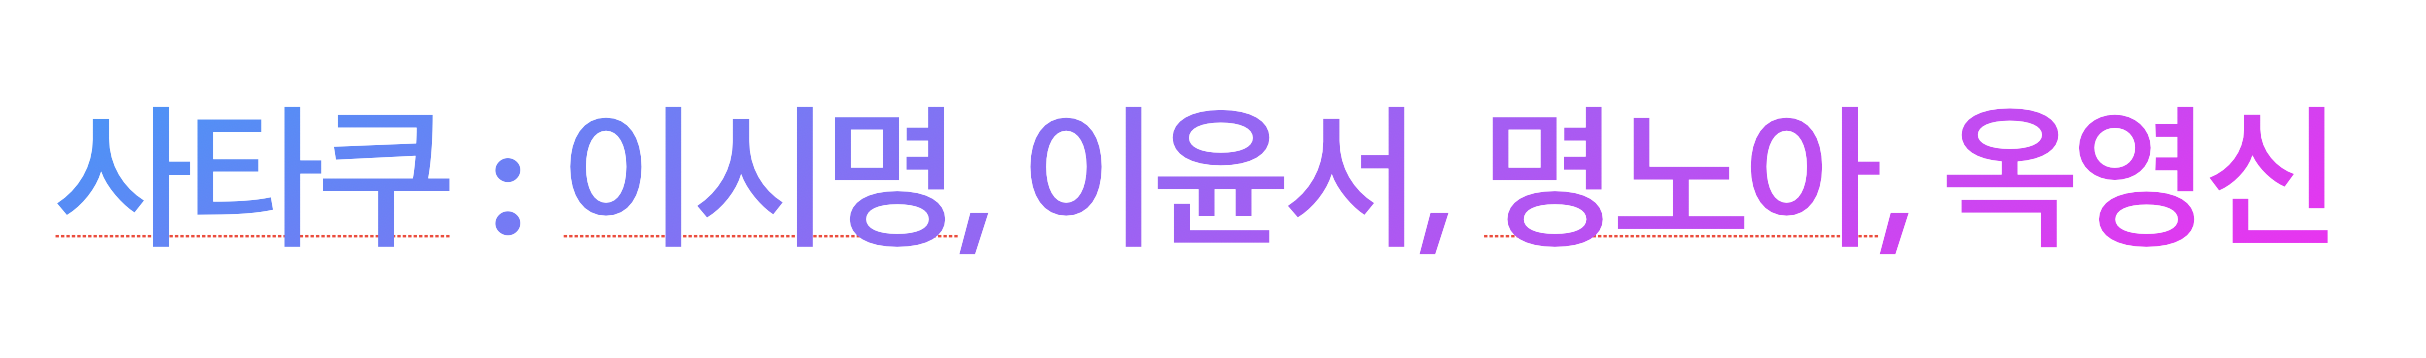 사타쿠 : 이시명, 이윤서, 명노아, 옥영신